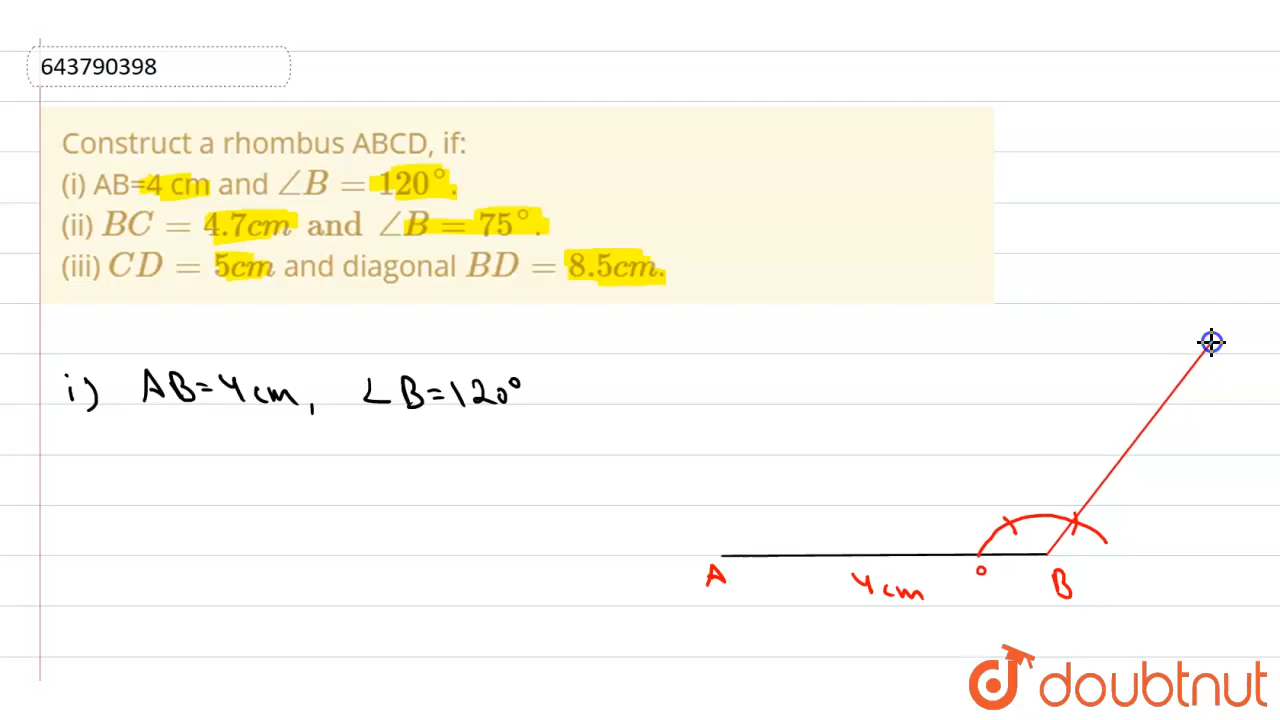 643790398
Construct a rhombus ABCD, if:
(i) AB=4 cm and ∠B = 120°.
(ii) BC = 4.7cm and ∠B = 75°.
(iii) CD = 5cm and diagonal BD = 8.5cm.
i) AB=4cm, ∠B=120°
A 4cm o B
doubtnut